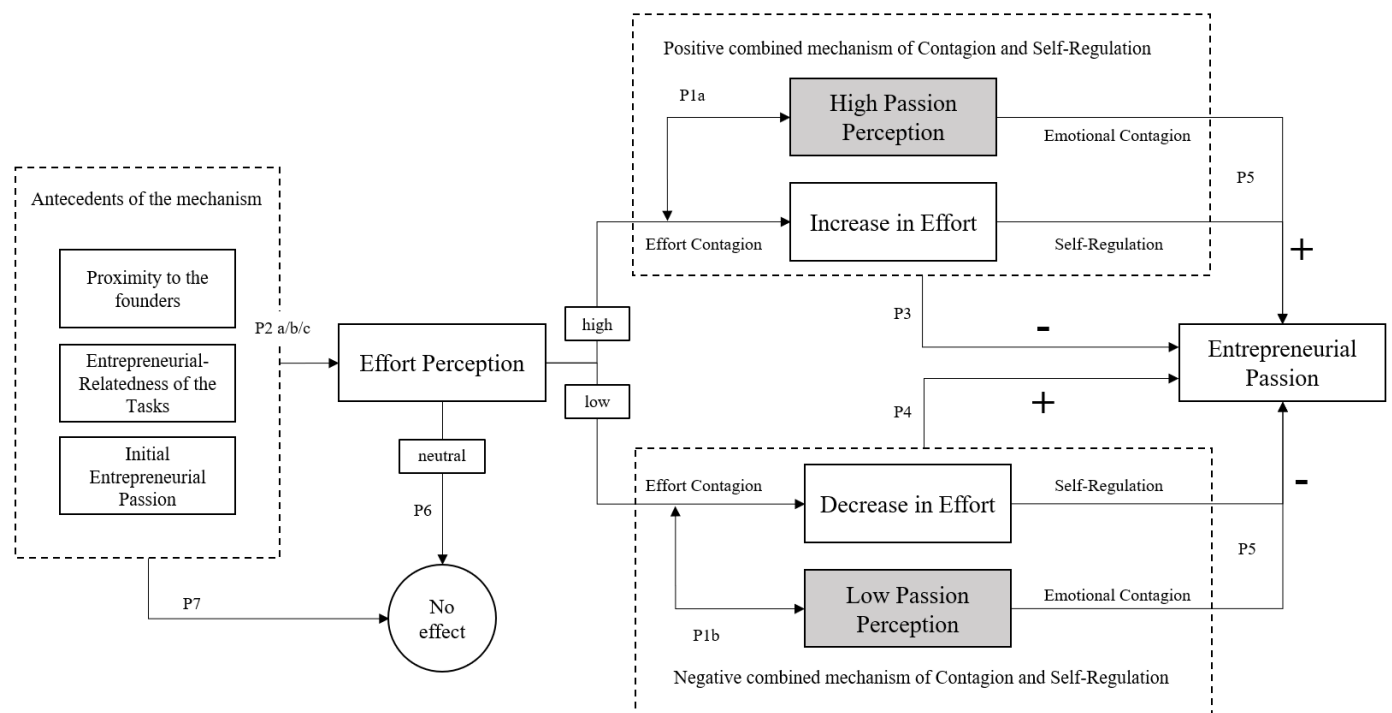 Positive combined mechanism of Contagion and Self-Regulation
P1a
High Passion
Perception
Emotional Contagion
P5
Increase in Effort
Effort Contagion
Self-Regulation
+
Antecedents of the mechanism
Proximity to the
founders
Entrepreneurial-
Relatedness of the
Tasks
Initial
Entrepreneurial
Passion
P2 a/b/c
Effort Perception
high
low
neutral
P6
P7
No
effect
P3
-
P4
+
Entrepreneurial
Passion
Effort Contagion
Decrease in Effort
Self-Regulation
-
P5
P1b
Low Passion
Perception
Emotional Contagion
Negative combined mechanism of Contagion and Self-Regulation